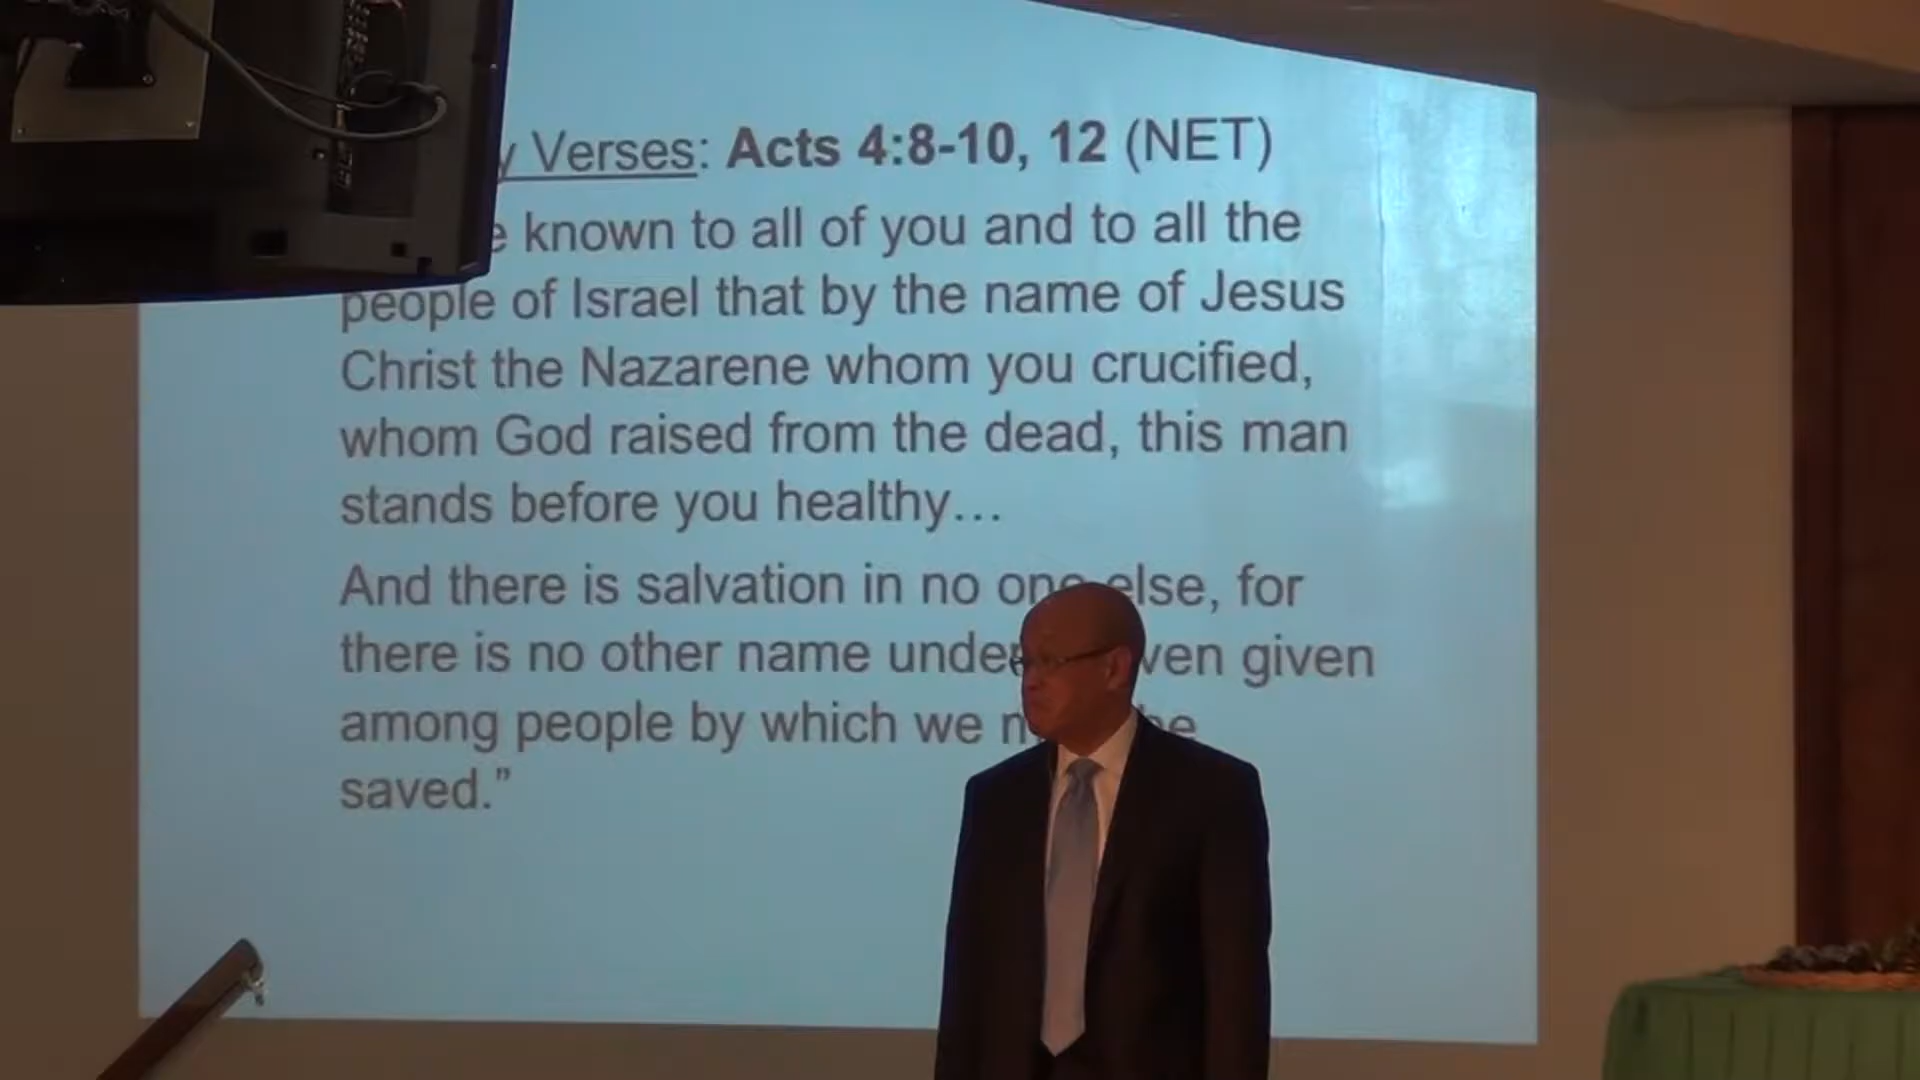 Verses: Acts 4:8-10, 12 (NET)
known to all of you and to all the
people of Israel that by the name of Jesus
Christ the Nazarene whom you crucified,
whom God raised from the dead, this man
stands before you healthy…
And there is salvation in no one else, for
there is no other name under given
among people by which we be
saved.”